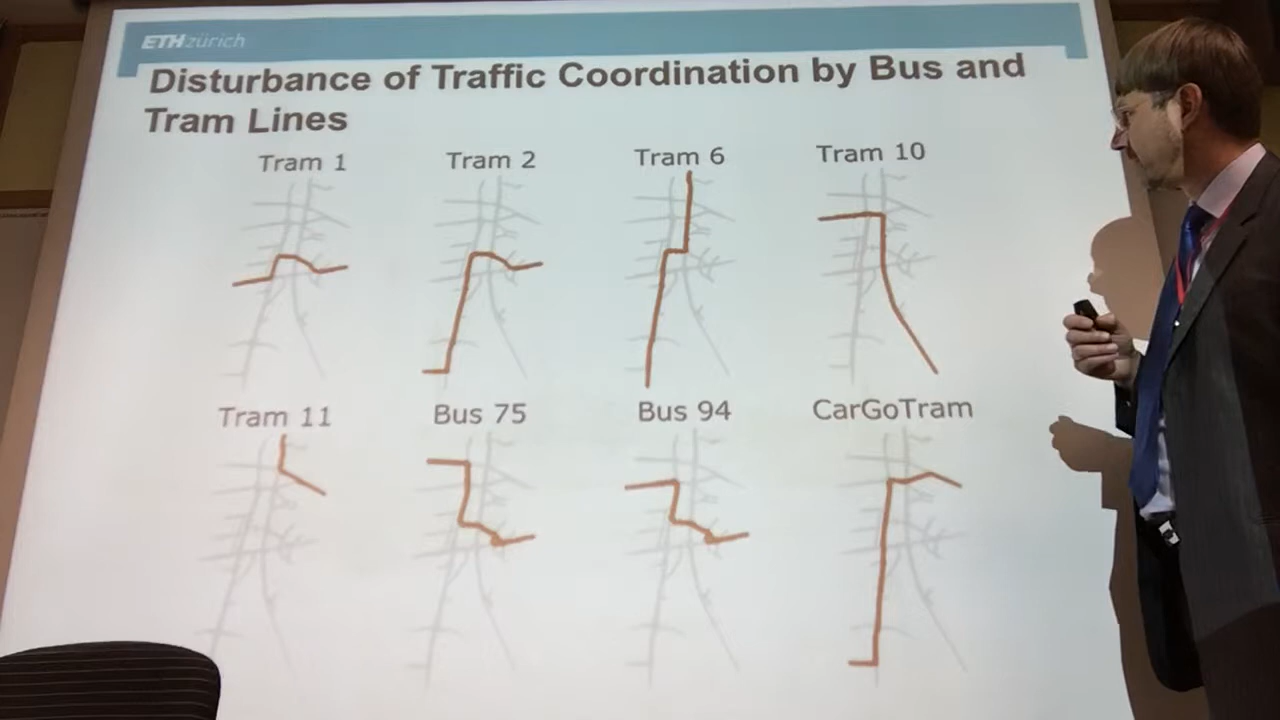 ETHzürich
Disturbance of Traffic Coordination by Bus and
Tram Lines
Tram 1
Tram 2
Tram 6
Tram 10
Tram 11
Bus 75
Bus 94
CarGoTram